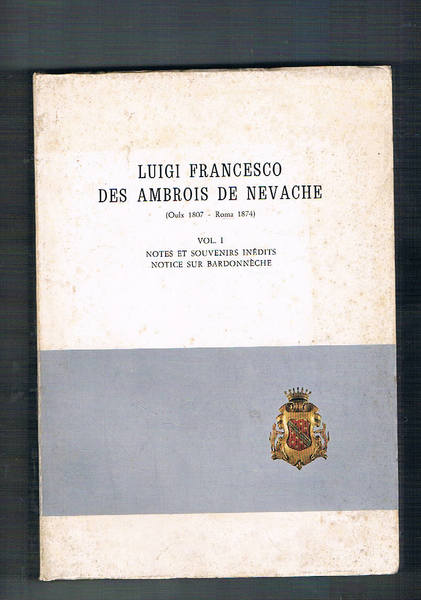 LUIGI FRANCESCO
DES AMBROIS DE NEVACHE
(Oulx 1807 - Roma 1874)
VOL. I
NOTES ET SOUVENIRS INÉDITS
NOTICE SUR BARDONNÈCHE